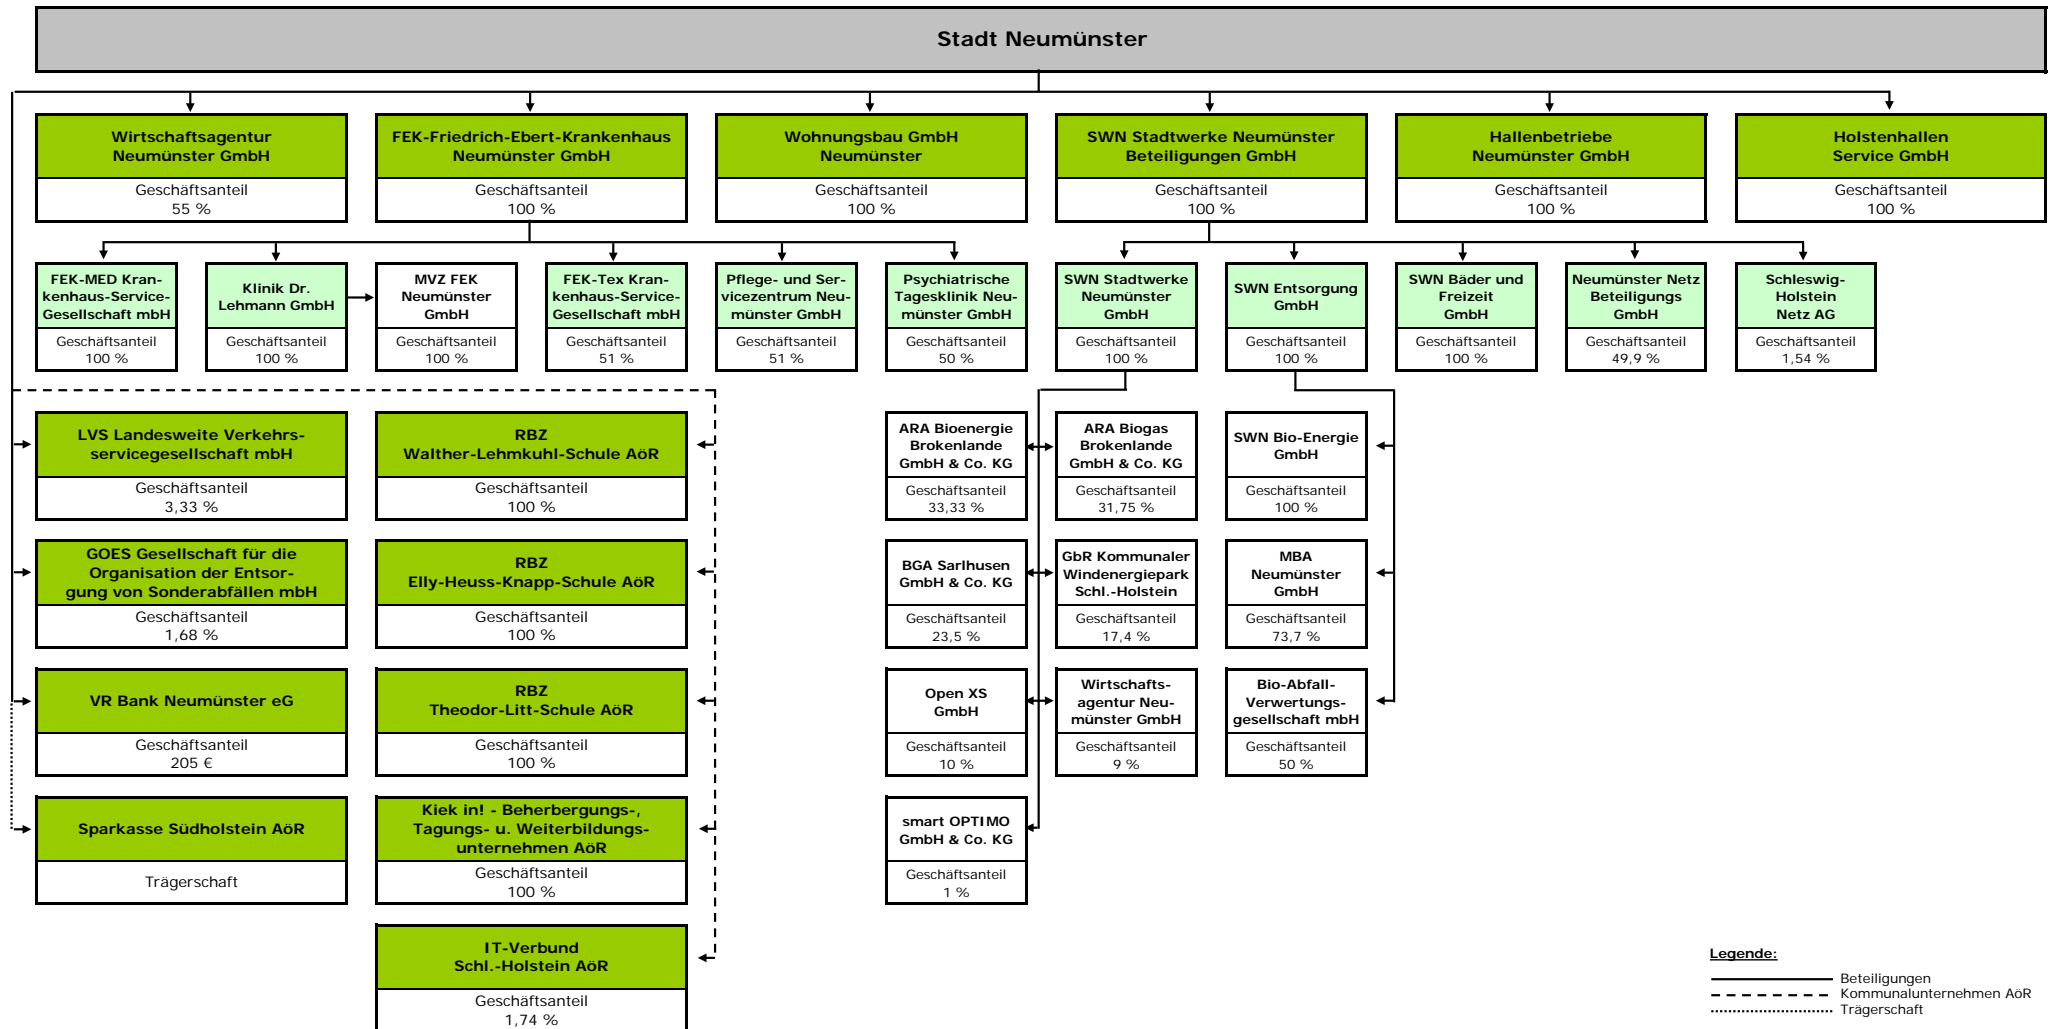 Stadt Neumünster
Wirtschaftsagentur
Neumünster GmbH
Geschäftsanteil
55 %
FEK-Friedrich-Ebert-Krankenhaus
Neumünster GmbH
Geschäftsanteil
100 %
Wohnungsbau GmbH
Neumünster
Geschäftsanteil
100 %
SWN Stadtwerke Neumünster
Beteiligungen GmbH
Geschäftsanteil
100 %
Hallenbetriebe
Neumünster GmbH
Geschäftsanteil
100 %
Holstenhallen
Service GmbH
Geschäftsanteil
100 %
FEK-MED Kran-
kenhaus-Service-
Gesellschaft mbH
Geschäftsanteil
100 %
Klinik Dr.
Lehmann GmbH
Geschäftsanteil
100 %
MVZ FEK
Neumünster
GmbH
Geschäftsanteil
100 %
FEK-Tex Kran-
kenhaus-Service-
Gesellschaft mbH
Geschäftsanteil
51 %
Pflege- und Ser-
vicezentrum Neu-
münster GmbH
Geschäftsanteil
51 %
Psychiatrische
Tagesklinik Neu-
münster GmbH
Geschäftsanteil
50 %
SWN Stadtwerke
Neumünster
GmbH
Geschäftsanteil
100 %
SWN Entsorgung
GmbH
Geschäftsanteil
100 %
SWN Bäder und
Freizeit
GmbH
Geschäftsanteil
100 %
Neumünster Netz
Beteiligungs
GmbH
Geschäftsanteil
49,9 %
Schleswig-
Holstein
Netz AG
Geschäftsanteil
1,54 %
LVS Landesweite Verkehrs-
servicegesellschaft mbH
Geschäftsanteil
3,33 %
RBZ
Walther-Lehmkuhl-Schule AöR
Geschäftsanteil
100 %
ARA Bioenergie
Brokenlande
GmbH & Co. KG
Geschäftsanteil
33,33 %
ARA Biogas
Brokenlande
GmbH & Co. KG
Geschäftsanteil
31,75 %
SWN Bio-Energie
GmbH
Geschäftsanteil
100 %
GOES Gesellschaft für die
Organisation der Entsor-
gung von Sonderabfällen mbH
Geschäftsanteil
1,68 %
RBZ
Elly-Heuss-Knapp-Schule AöR
Geschäftsanteil
100 %
BGA Sarlhusen
GmbH & Co. KG
Geschäftsanteil
23,5 %
GbR Kommunaler
Windenergiepark
Schl.-Holstein
Geschäftsanteil
17,4 %
MBA
Neumünster
GmbH
Geschäftsanteil
73,7 %
VR Bank Neumünster eG
Geschäftsanteil
205 €
RBZ
Theodor-Litt-Schule AöR
Geschäftsanteil
100 %
Open XS
GmbH
Geschäftsanteil
10 %
Wirtschafts-
agentur Neu-
münster GmbH
Geschäftsanteil
9 %
Bio-Abfall-
Verwertungs-
gesellschaft mbH
Geschäftsanteil
50 %
Sparkasse Südholstein AöR
Trägerschaft
Kiek in! - Beherbergungs-,
Tagungs- u. Weiterbildungs-
unternehmen AöR
Geschäftsanteil
100 %
smart OPTIMO
GmbH & Co. KG
Geschäftsanteil
1 %
IT-Verbund
Schl.-Holstein AöR
Geschäftsanteil
1,74 %
Legende:
Beteiligungen
Kommunalunternehmen AöR
Trägerschaft